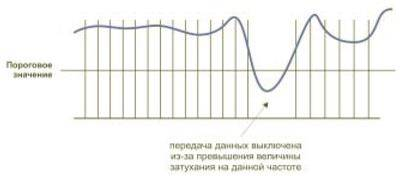 Пороговое
значение
передача данных выключена
из-за превышения величины
затухания на данной частоте